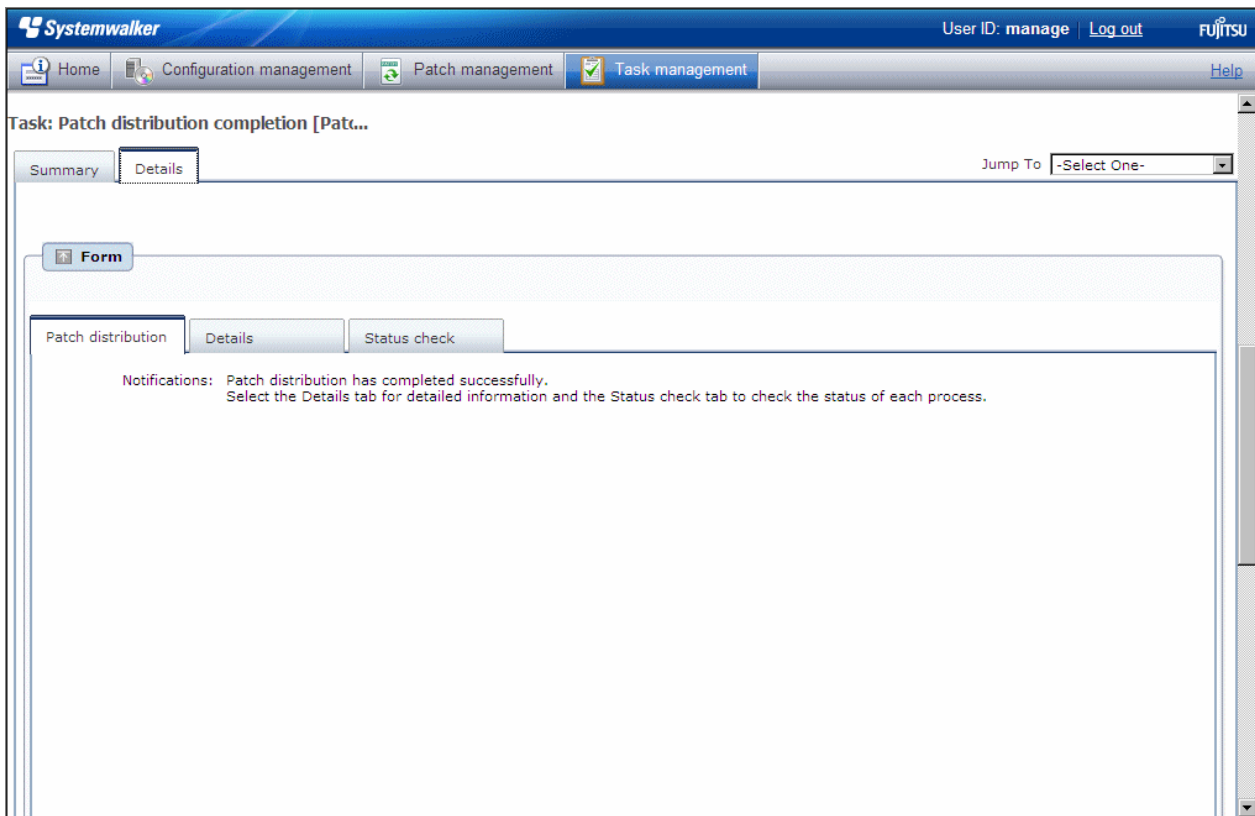 Systemwalker
User ID: manage
Log out
FUJITSU
Home
Configuration management
Patch management
Task management
Help
Task: Patch distribution completion [Patc...
Summary
Details
Jump To
-Select One-
Form
Patch distribution
Details
Status check
Notifications: Patch distribution has completed successfully.
Select the Details tab for detailed information and the Status check tab to check the status of each process.